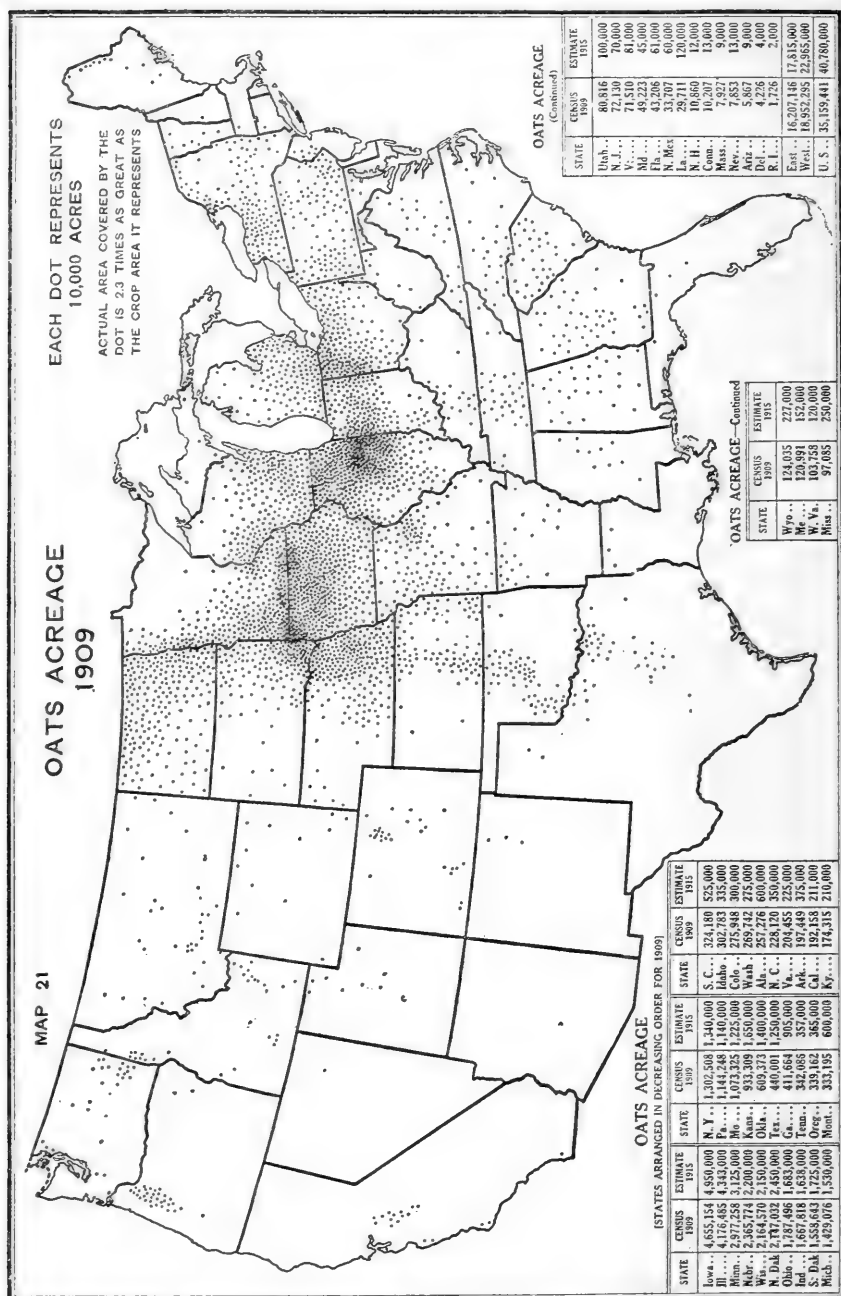 MAP 21
OATS ACREAGE
1909
EACH DOT REPRESENTS
10,000 ACRES
ACTUAL AREA COVERED BY THE
DOT IS 2.3 TIMES AS GREAT AS
THE CROP AREA IT REPRESENTS
OATS ACREAGE
[STATES ARRANGED IN DECREASING ORDER FOR 1909]
STATE CENSUS 1909 ESTIMATE 1915
Iowa.. 4,655,154 4,950,000
Ill.... 4,176,485 4,343,000
Minn.. 2,977,258 3,125,000
Nebr.. 2,365,774 2,200,000
Wis... 2,164,570 2,150,000
N. Dak 2,147,032 2,450,000
Ohio.. 1,787,496 1,683,000
Ind... 1,667,818 1,638,000
S. Dak 1,558,643 1,725,000
Mich.. 1,429,076 1,530,000
STATE CENSUS 1909 ESTIMATE 1915
N. Y.. 1,302,508 1,340,000
Pa.... 1,144,248 1,140,000
Mo.... 1,073,325 1,225,000
Kans.. 933,309 1,650,000
Okla.. 609,373 1,400,000
Tex... 440,001 1,250,000
Ga.... 411,664 905,000
Tenn.. 342,086 357,000
Oreg.. 339,162 365,000
Mont.. 333,195 600,000
STATE CENSUS 1909 ESTIMATE 1915
S. C.. 324,180 525,000
Idaho. 302,783 335,000
Colo.. 275,948 300,000
Wash.. 269,742 275,000
Ala... 257,276 600,000
N. C.. 228,120 350,000
Va.... 204,455 225,000
Ark... 197,449 375,000
Cal... 192,158 211,000
Ky.... 174,315 210,000
OATS ACREAGE—Continued
STATE CENSUS 1909 ESTIMATE 1915
Wyo.. 124,035 227,000
Me... 120,991 152,000
W. Va. 103,758 120,000
Miss.. 97,085 250,000
OATS ACREAGE
(Continued)
STATE CENSUS 1909 ESTIMATE 1915
Utah.. 80,816 100,000
N. J... 72,130 70,000
V.... 71,510 81,000
Md... 49,223 45,000
Fla... 43,206 61,000
N. Mex 33,707 60,000
La.... 29,711 120,000
N. H. 10,860 12,000
Conn.. 10,207 13,000
Mass.. 7,927 9,000
Nev... 7,853 13,000
Ariz.. 5,867 9,000
Del... 4,226 4,000
R. I... 1,726 2,000
East.. 16,207,146 17,815,000
West.. 18,952,295 22,965,000
U. S.. 35,159,441 40,780,000